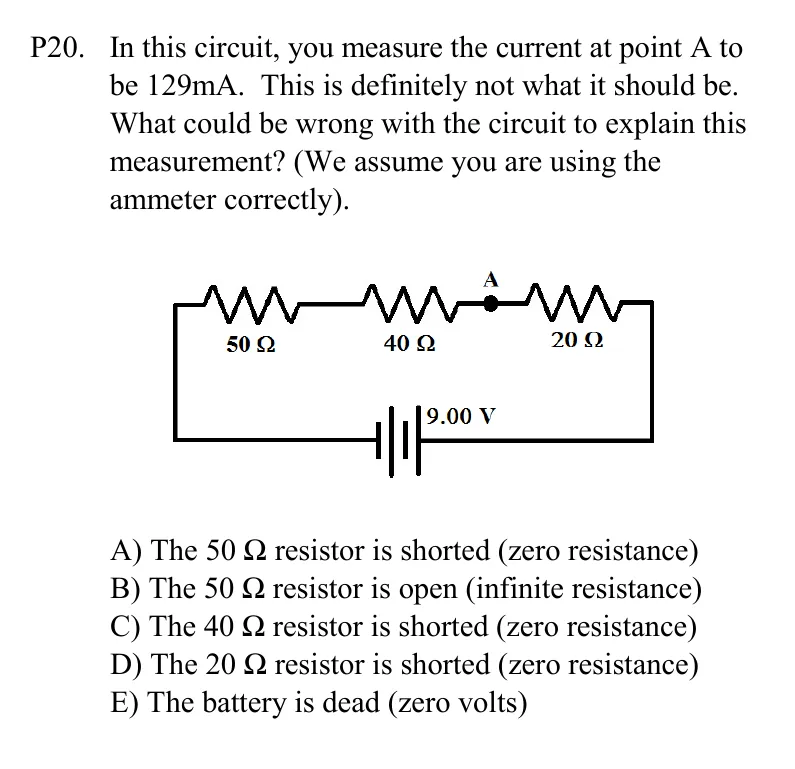 P20. In this circuit, you measure the current at point A to
be 129mA. This is definitely not what it should be.
What could be wrong with the circuit to explain this
measurement? (We assume you are using the
ammeter correctly).
A
50 Ω 40 Ω 20 Ω
9.00 V
A) The 50 Ω resistor is shorted (zero resistance)
B) The 50 Ω resistor is open (infinite resistance)
C) The 40 Ω resistor is shorted (zero resistance)
D) The 20 Ω resistor is shorted (zero resistance)
E) The battery is dead (zero volts)